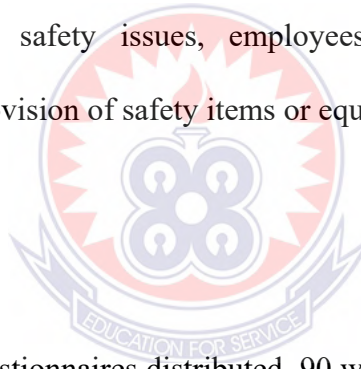 safety issues, employees
vision of safety items or equ
EDUCATION FOR SERVICE
stionnaires distributed, 90 w